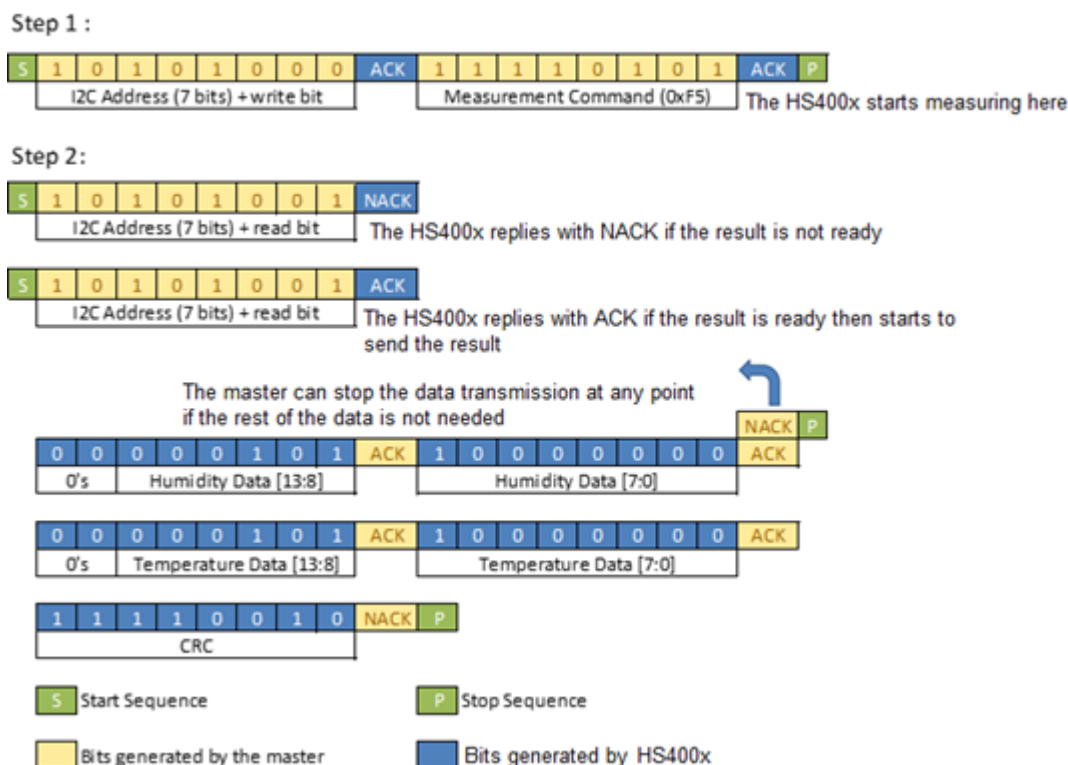 Step 1 :
S 1 0 1 0 1 0 0 0 ACK 1 1 1 1 0 1 0 1 ACK P
I2C Address (7 bits) + write bit Measurement Command (0xF5) The HS400x starts measuring here
Step 2:
S 1 0 1 0 1 0 0 1 NACK
I2C Address (7 bits) + read bit The HS400x replies with NACK if the result is not ready
S 1 0 1 0 1 0 0 1 ACK
I2C Address (7 bits) + read bit The HS400x replies with ACK if the result is ready then starts to
send the result
The master can stop the data transmission at any point
if the rest of the data is not needed
NACK P
0 0 0 0 0 1 0 1 ACK 1 0 0 0 0 0 0 0 ACK
0's Humidity Data [13:8] Humidity Data [7:0]
0 0 0 0 0 1 0 1 ACK 1 0 0 0 0 0 0 0 ACK
0's Temperature Data [13:8] Temperature Data [7:0]
1 1 1 1 0 0 1 0 NACK P
CRC
S Start Sequence P Stop Sequence
Bits generated by the master Bits generated by HS400x